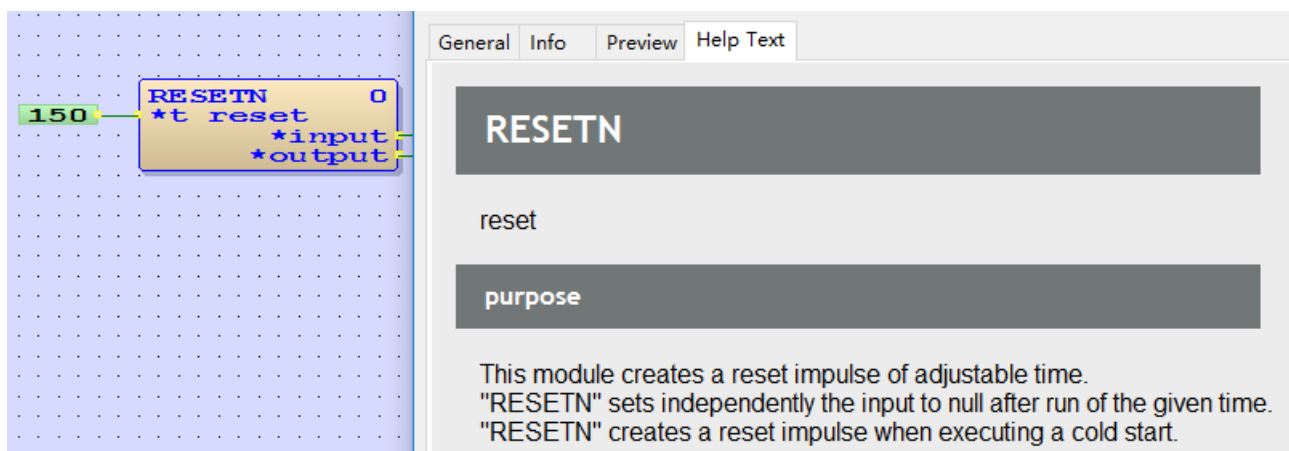 General Info Preview Help Text
RESETN 0
150 *t reset
*input
*output
RESETN
reset
purpose
This module creates a reset impulse of adjustable time.
"RESETN" sets independently the input to null after run of the given time.
"RESETN" creates a reset impulse when executing a cold start.